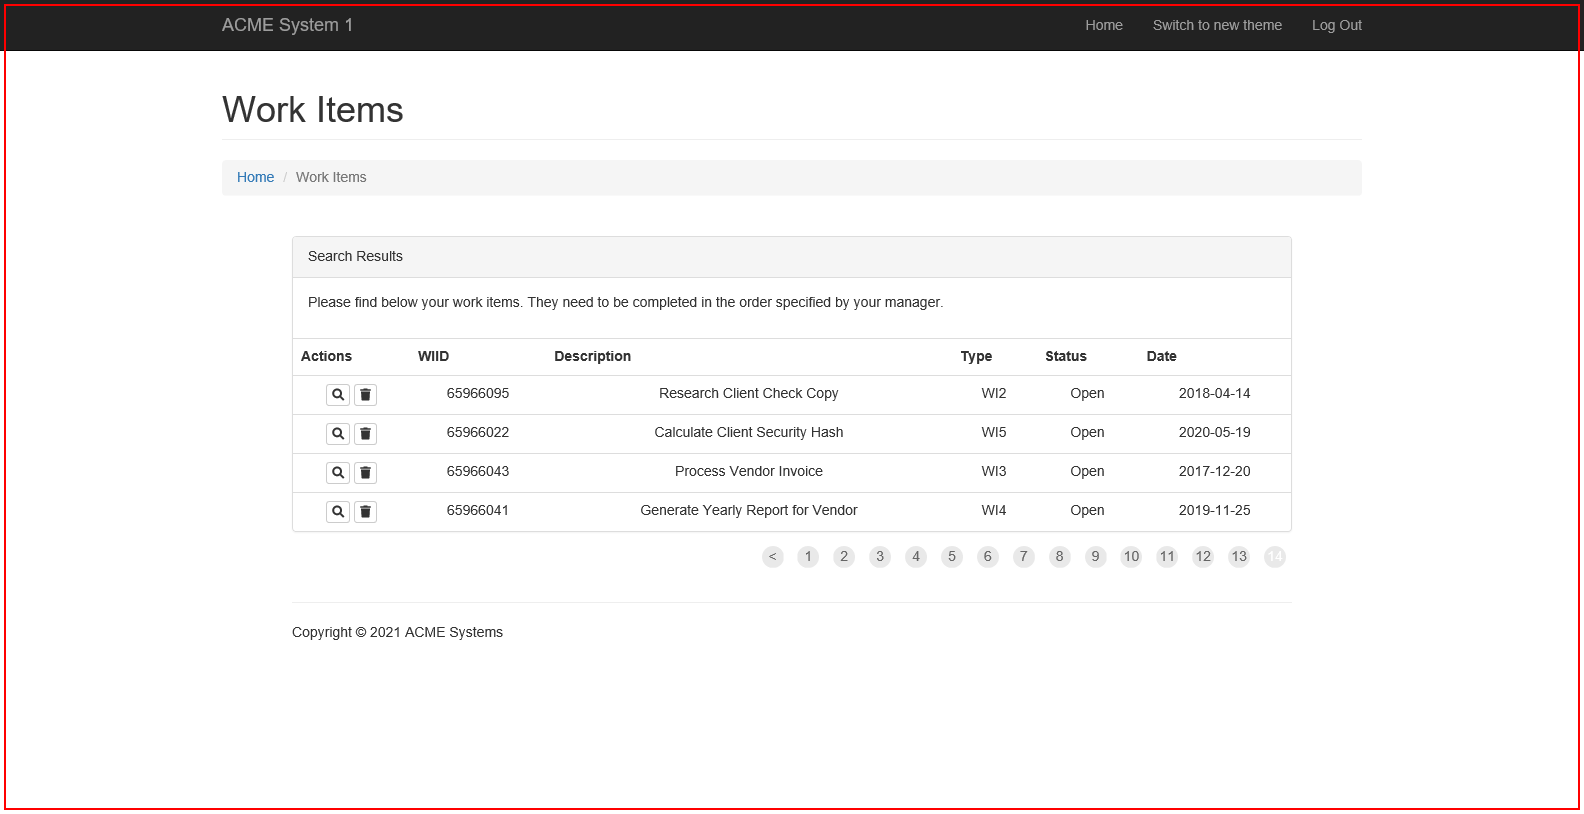 ACME System 1 Home Switch to new theme Log Out
Work Items
Home / Work Items
Search Results
Please find below your work items. They need to be completed in the order specified by your manager.
Actions WIID Description Type Status Date
65966095 Research Client Check Copy WI2 Open 2018-04-14
65966022 Calculate Client Security Hash WI5 Open 2020-05-19
65966043 Process Vendor Invoice WI3 Open 2017-12-20
65966041 Generate Yearly Report for Vendor WI4 Open 2019-11-25
< 1 2 3 4 5 6 7 8 9 10 11 12 13 14
Copyright © 2021 ACME Systems